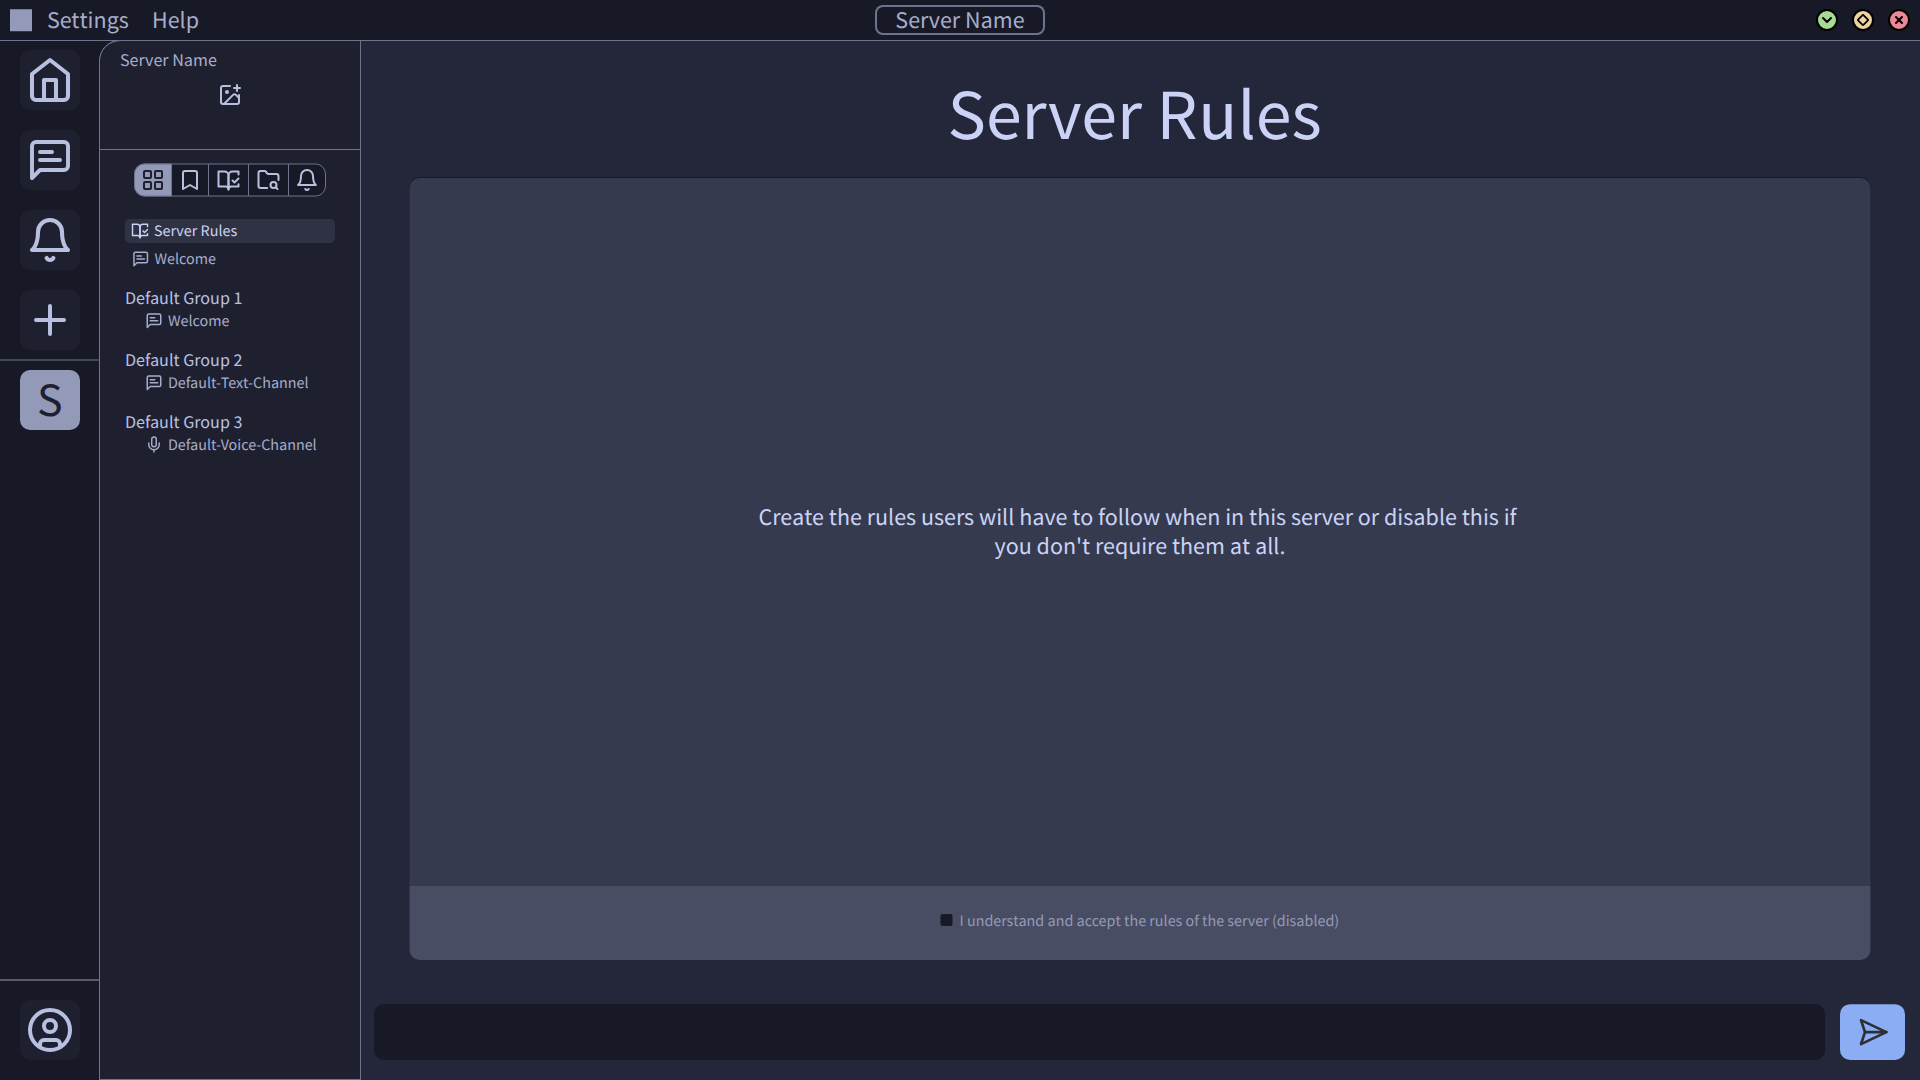 Settings Help Server Name
Server Name
Server Rules
Server Rules
Welcome
Default Group 1
Welcome
Default Group 2
Default-Text-Channel
Default Group 3
Default-Voice-Channel
S
Create the rules users will have to follow when in this server or disable this if
you don't require them at all.
I understand and accept the rules of the server (disabled)